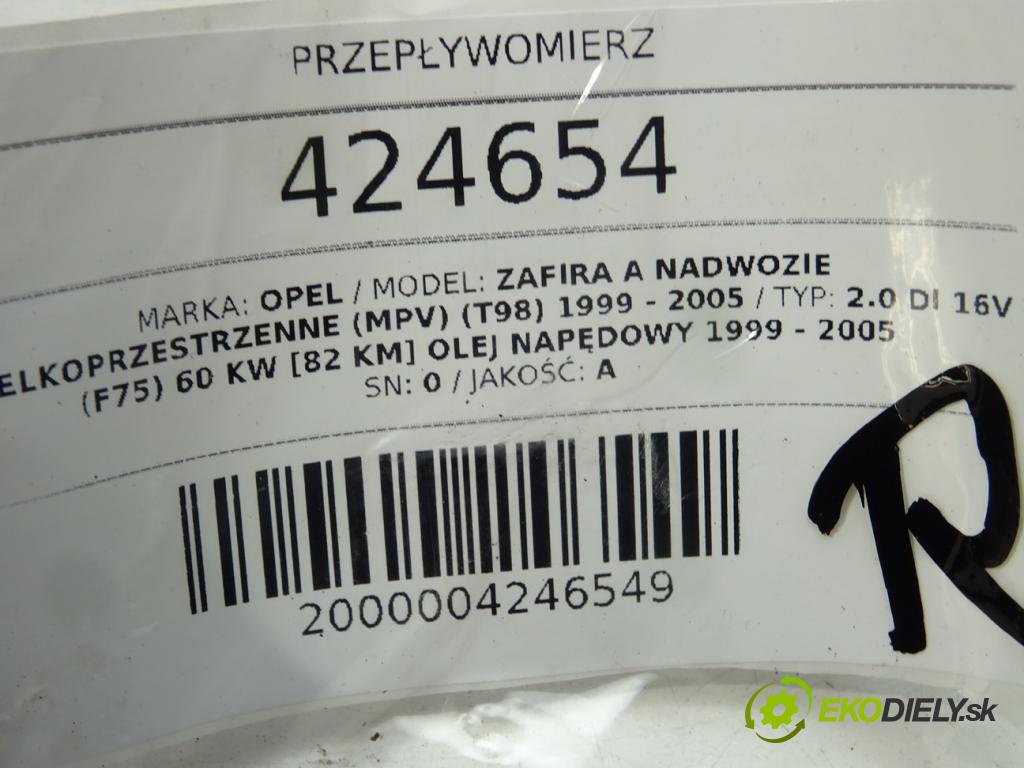 PRZEPŁYWOMIERZ
424654
MARKA: OPEL / MODEL: ZAFIRA A NADWOZIE
ELKOPRZESTRZENNE (MPV) (T98) 1999 - 2005 / TYP: 2.0 DI 16V
(F75) 60 KW [82 KM] OLEJ NAPĘDOWY 1999 - 2005
SN: 0 / JAKOŚĆ: A
R
2000004246549
EKODIELY.sk